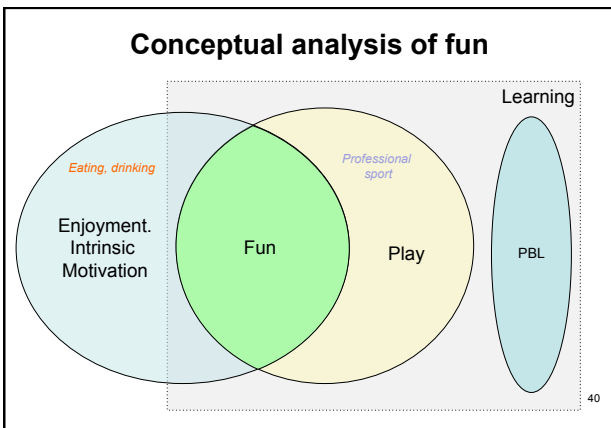 Conceptual analysis of fun
Learning
Eating, drinking
Professional
sport
Enjoyment.
Intrinsic
Motivation
Fun
Play
PBL
40